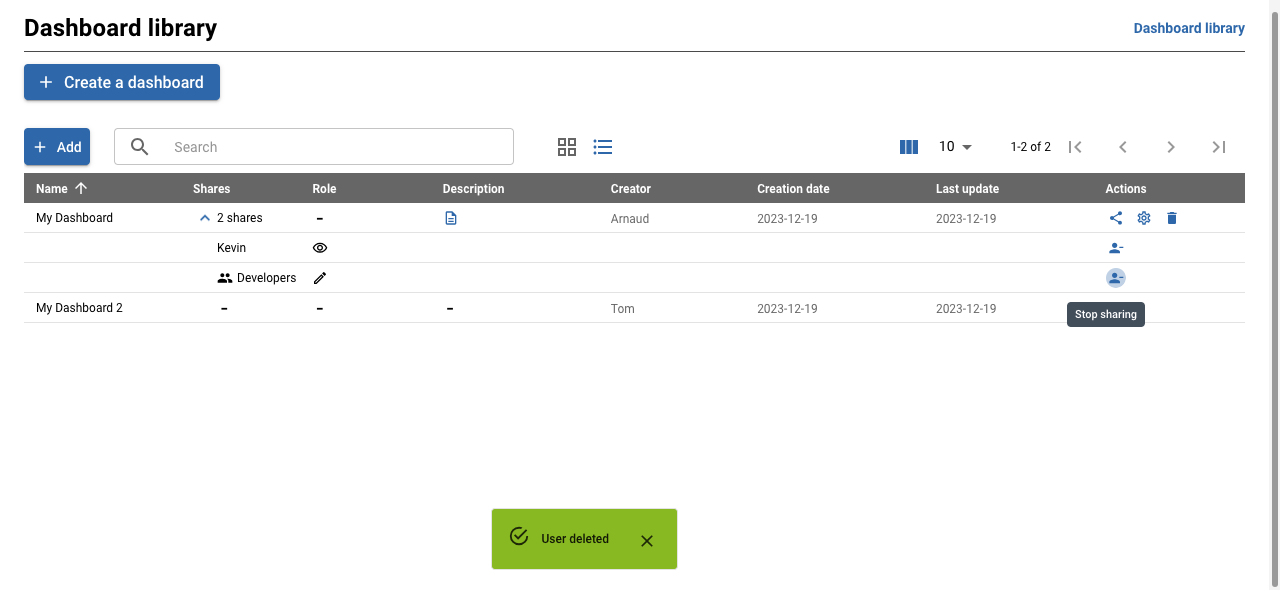 Dashboard library
Dashboard library
Create a dashboard
Add
Search
10
1-2 of 2
Name Shares Role Description Creator Creation date Last update Actions
My Dashboard 2 shares – Arnaud 2023-12-19 2023-12-19
Kevin
Developers
My Dashboard 2 – – – Tom 2023-12-19 2023-12-19
Stop sharing
User deleted